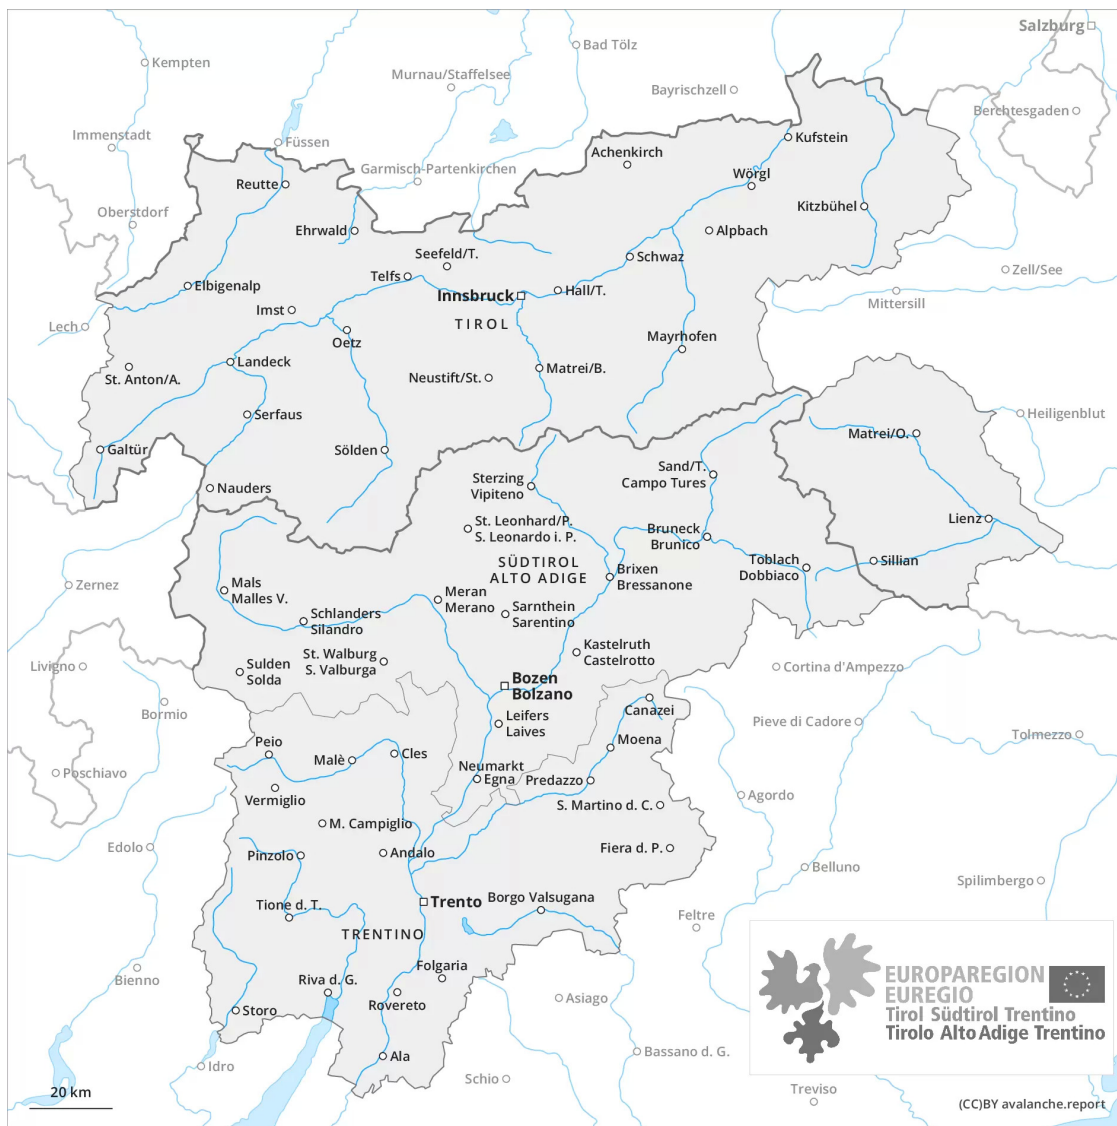 Salzburg
Bad Tölz
Kempten
Murnau/Staffelsee
Bayrischzell
Berchtesgaden
Immenstadt
Füssen
Kufstein
Achenkirch
Garmisch-Partenkirchen
Wörgl
Reutte
Kitzbühel
Oberstdorf
Ehrwald
Alpbach
Seefeld/T.
Schwaz
Telfs
Zell/See
Elbigenalp
Hall/T.
Innsbruck
Mittersill
Imst
TIROL
Lech
Oetz
Mayrhofen
Landeck
Matrei/B.
St. Anton/A.
Neustift/St.
Serfaus
Heiligenblut
Matrei/O.
Galtür
Sölden
Sand/T.
Campo Tures
Sterzing
Vipiteno
Nauders
Lienz
St. Leonhard/P.
S. Leonardo i. P.
Bruneck
Brunico
SÜDTIROL
ALTO ADIGE
Toblach
Dobbiaco
Sillian
Brixen
Bressanone
Zernez
Mals
Malles V.
Meran
Merano
Sarnthein
Sarentino
Schlanders
Silandro
Kastelruth
Castelrotto
St. Walburg
S. Valburga
Livigno
Sulden
Solda
Cortina d'Ampezzo
Bozen
Bolzano
Bormio
Canazei
Leifers
Laives
Pieve di Cadore
Tolmezzo
Peio
Moena
Cles
Malè
Neumarkt
Egna
Poschiavo
Predazzo
Vermiglio
Agordo
S. Martino d. C.
M. Campiglio
Edolo
Fiera d. P.
Andalo
Pinzolo
Belluno
Spilimbergo
Borgo Valsugana
Trento
Tione d. T.
Feltre
TRENTINO
Folgaria
Bienno
Riva d. G.
Rovereto
Asiago
Storo
EUROPAREGION
EUREGIO
Tirol Südtirol Trentino
Tirolo Alto Adige Trentino
Ala
Bassano d. G.
Idro
Schio
20 km
Treviso
(CC)BY avalanche.report